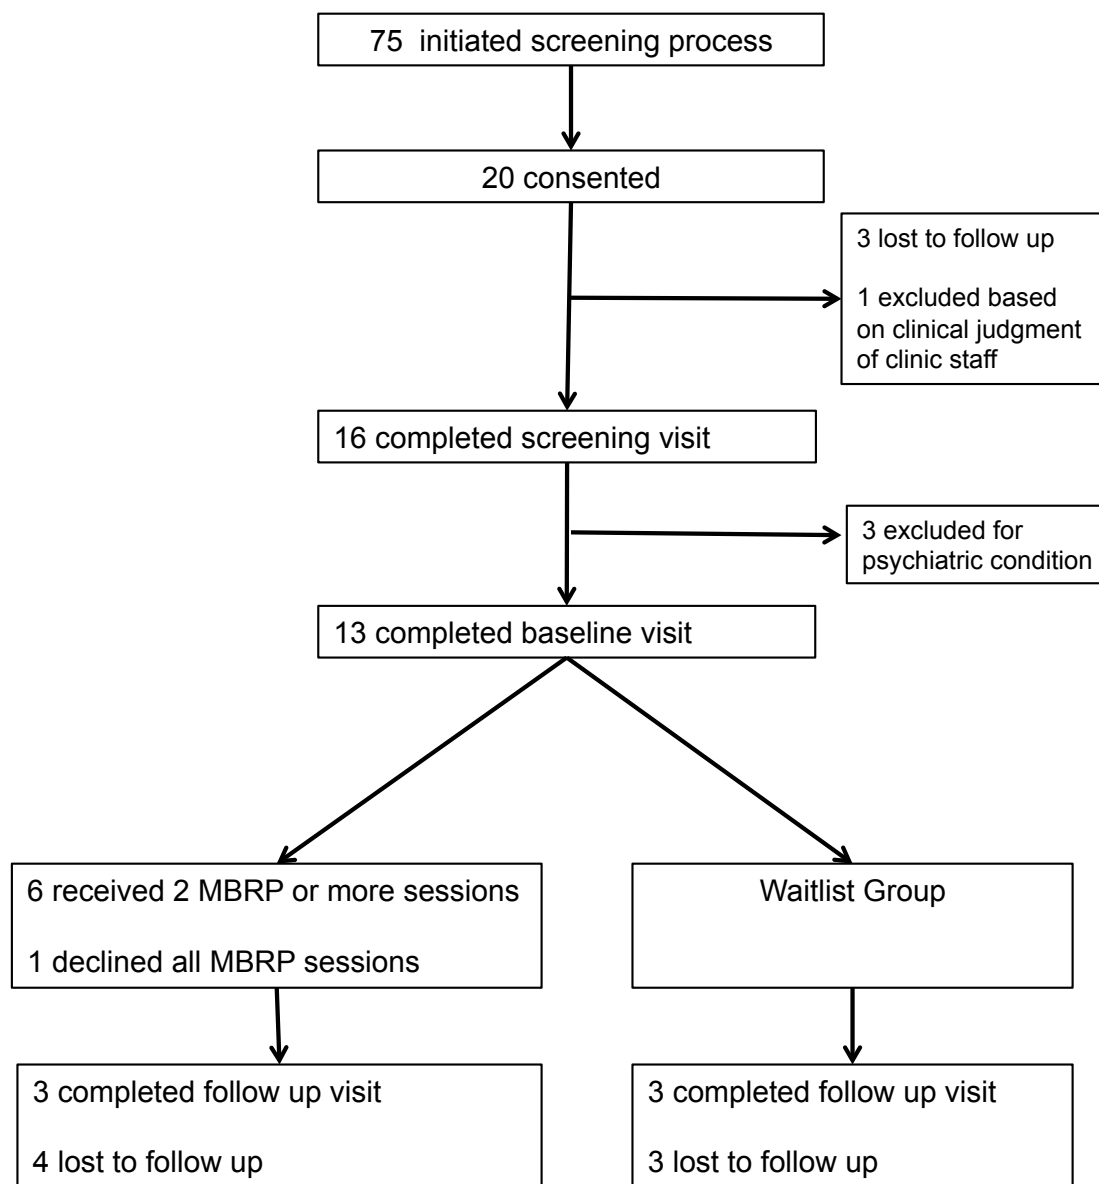 75 initiated screening process
20 consented
3 lost to follow up
1 excluded based
on clinical judgment
of clinic staff
16 completed screening visit
3 excluded for
psychiatric condition
13 completed baseline visit
6 received 2 MBRP or more sessions
1 declined all MBRP sessions
Waitlist Group
3 completed follow up visit
4 lost to follow up
3 completed follow up visit
3 lost to follow up